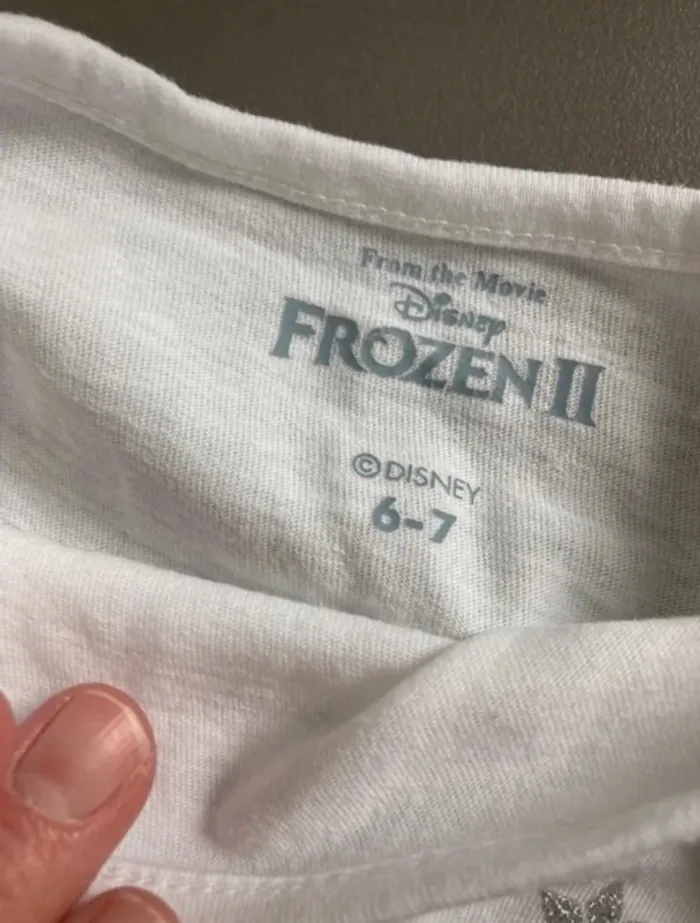 From the Movie
Disney
FROZEN II
©DISNEY
6-7